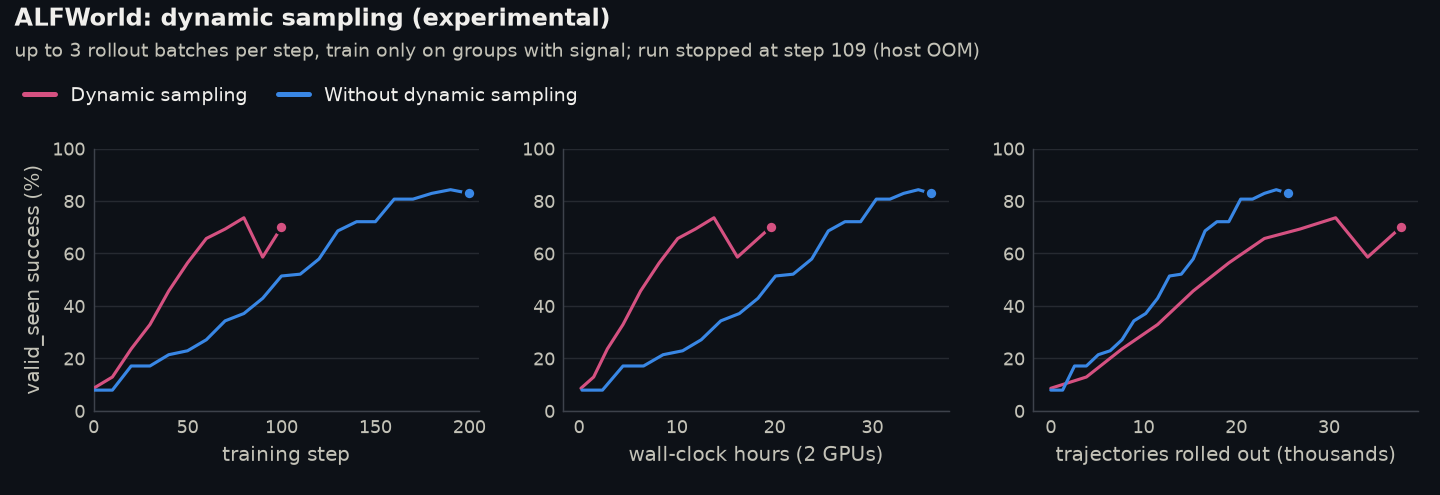 ALFWorld: dynamic sampling (experimental)
up to 3 rollout batches per step, train only on groups with signal; run stopped at step 109 (host OOM)
Dynamic sampling
Without dynamic sampling
valid_seen success (%)
100
80
60
40
20
0
0 50 100 150 200
training step
100
80
60
40
20
0
0 10 20 30
wall-clock hours (2 GPUs)
100
80
60
40
20
0
0 10 20 30
trajectories rolled out (thousands)